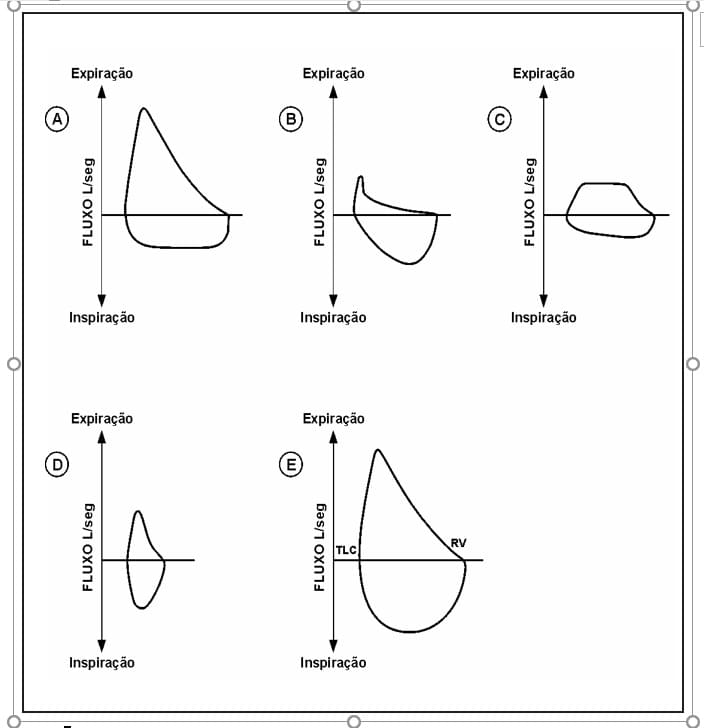 Expiração
A
FLUXO L/seg
Inspiração
Expiração
B
FLUXO L/seg
Inspiração
Expiração
C
FLUXO L/seg
Inspiração
Expiração
D
FLUXO L/seg
Inspiração
Expiração
E
FLUXO L/seg
TLC
RV
Inspiração